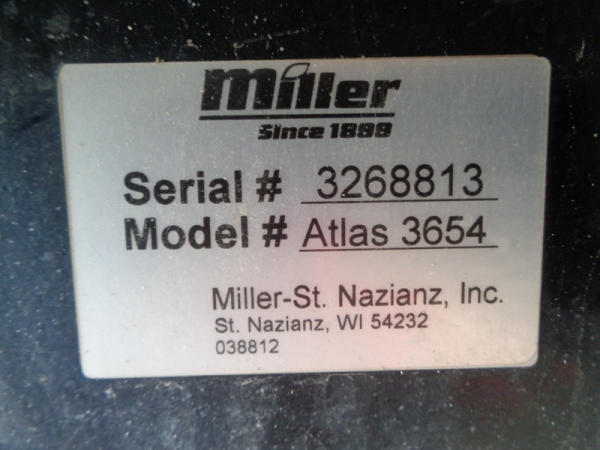 Miller
Since 1899
Serial # 3268813
Model # Atlas 3654
Miller-St. Nazianz, Inc.
St. Nazianz, WI 54232
038812